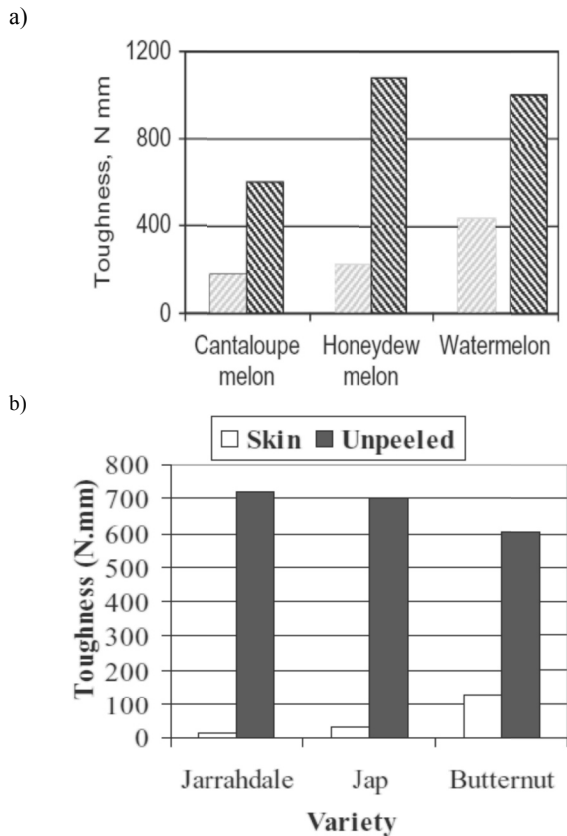 a)
Toughness, N mm
1200
800
400
0
Cantaloupe Honeydew Watermelon
melon melon
b)
Skin Unpeeled
Toughness (N.mm)
800
700
600
500
400
300
200
100
0
Jarrahdale Jap Butternut
Variety